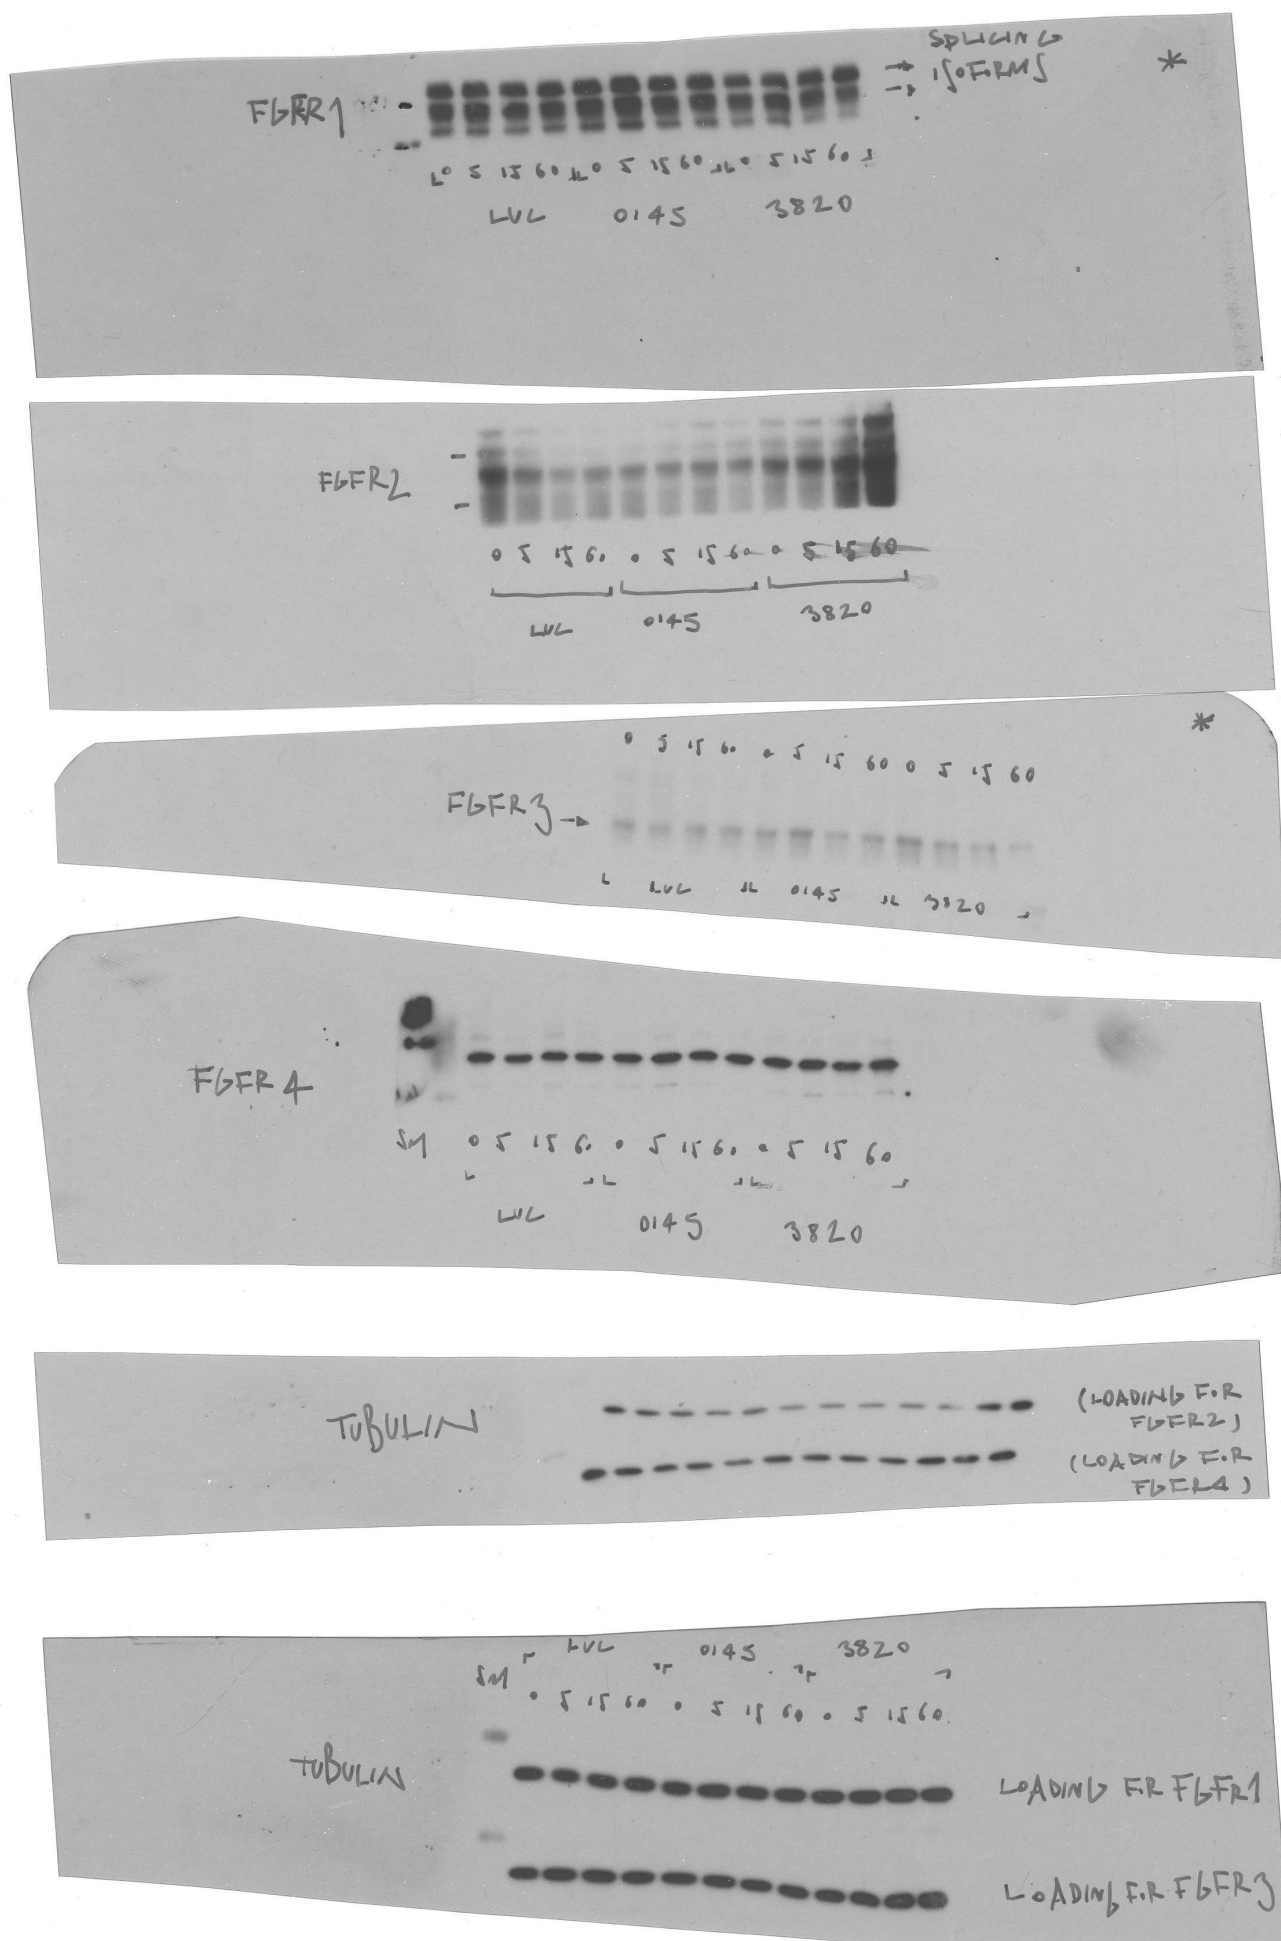 SPLICING
ISOFORMS
*
FGFR1
0 5 15 60 0 5 15 60 0 5 15 60
LUC 0145 3820
FGFR2
0 5 15 60 0 5 15 60 0 5 15 60
LUC 0145 3820
*
0 5 15 60 0 5 15 60 0 5 15 60
FGFR3
LUC 0145 3820
FGFR4
SM 0 5 15 60 0 5 15 60 0 5 15 60
LUC 0145 3820
TUBULIN
(LOADING FOR
FGFR2)
(LOADING FOR
FGFR4)
LUC 0145 3820
SM 0 5 15 60 0 5 15 60 0 5 15 60
TUBULIN
LOADING FOR FGFR1
LOADING FOR FGFR3